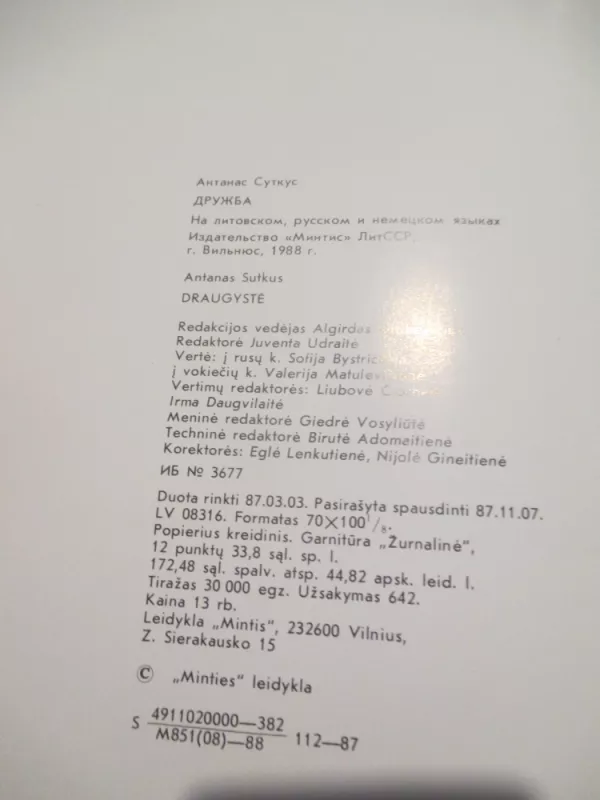 Антанас Суткус
ДРУЖБА
На литовском, русском и немецком языках
Издательство «Минтис» ЛитССР,
г. Вильнюс, 1988 г.
Antanas Sutkus
DRAUGYSTĖ
Redakcijos vedėjas Algirdas
Redaktorė Juventa Udraitė
Vertė: į rusų k. Sofija
į vokiečių k. Valerija
Vertimų redaktorės: Liubovė
Irma Daugvilaitė
Meninė redaktorė Giedrė Vosyliūtė
Techninė redaktorė Birutė Adomaitienė
Korektorės: Eglė Lenkutienė, Nijolė Gineitienė
ИБ № 3677
Duota rinkti 87.03.03. Pasirašyta spausdinti 87.11.07.
LV 08316. Formatas 70×100¹/₈.
Popierius kreidinis. Garnitūra „Žurnalinė“,
12 punktų 33,8 sąl. sp. l.
172,48 sąl. spalv. atsp. 44,82 apsk. leid. l.
Tiražas 30 000 egz. Užsakymas 642.
Kaina 13 rb.
Leidykla „Mintis“, 232600 Vilnius,
Z. Sierakausko 15
© „Minties“ leidykla
S 4911020000—382
M851(08)—88 112—87